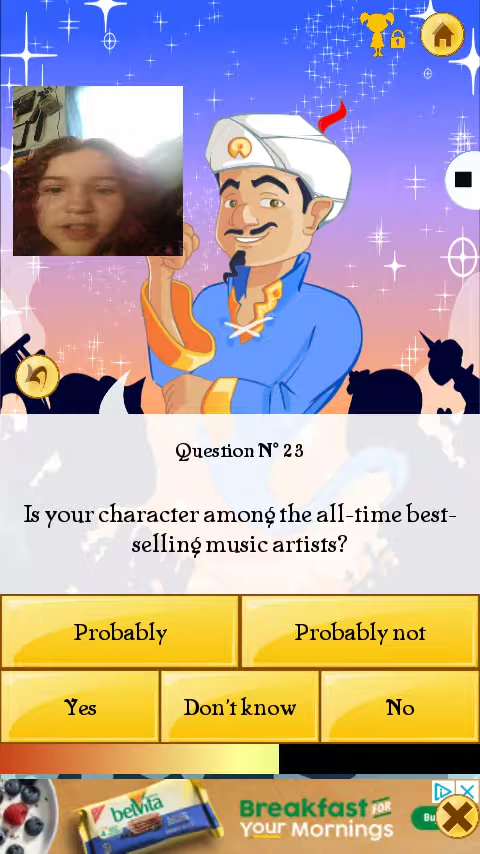 Question N° 23
Is your character among the all-time best-
selling music artists?
Probably
Probably not
Yes
Don't know
No
belVita
Breakfast FOR
Your Mornings